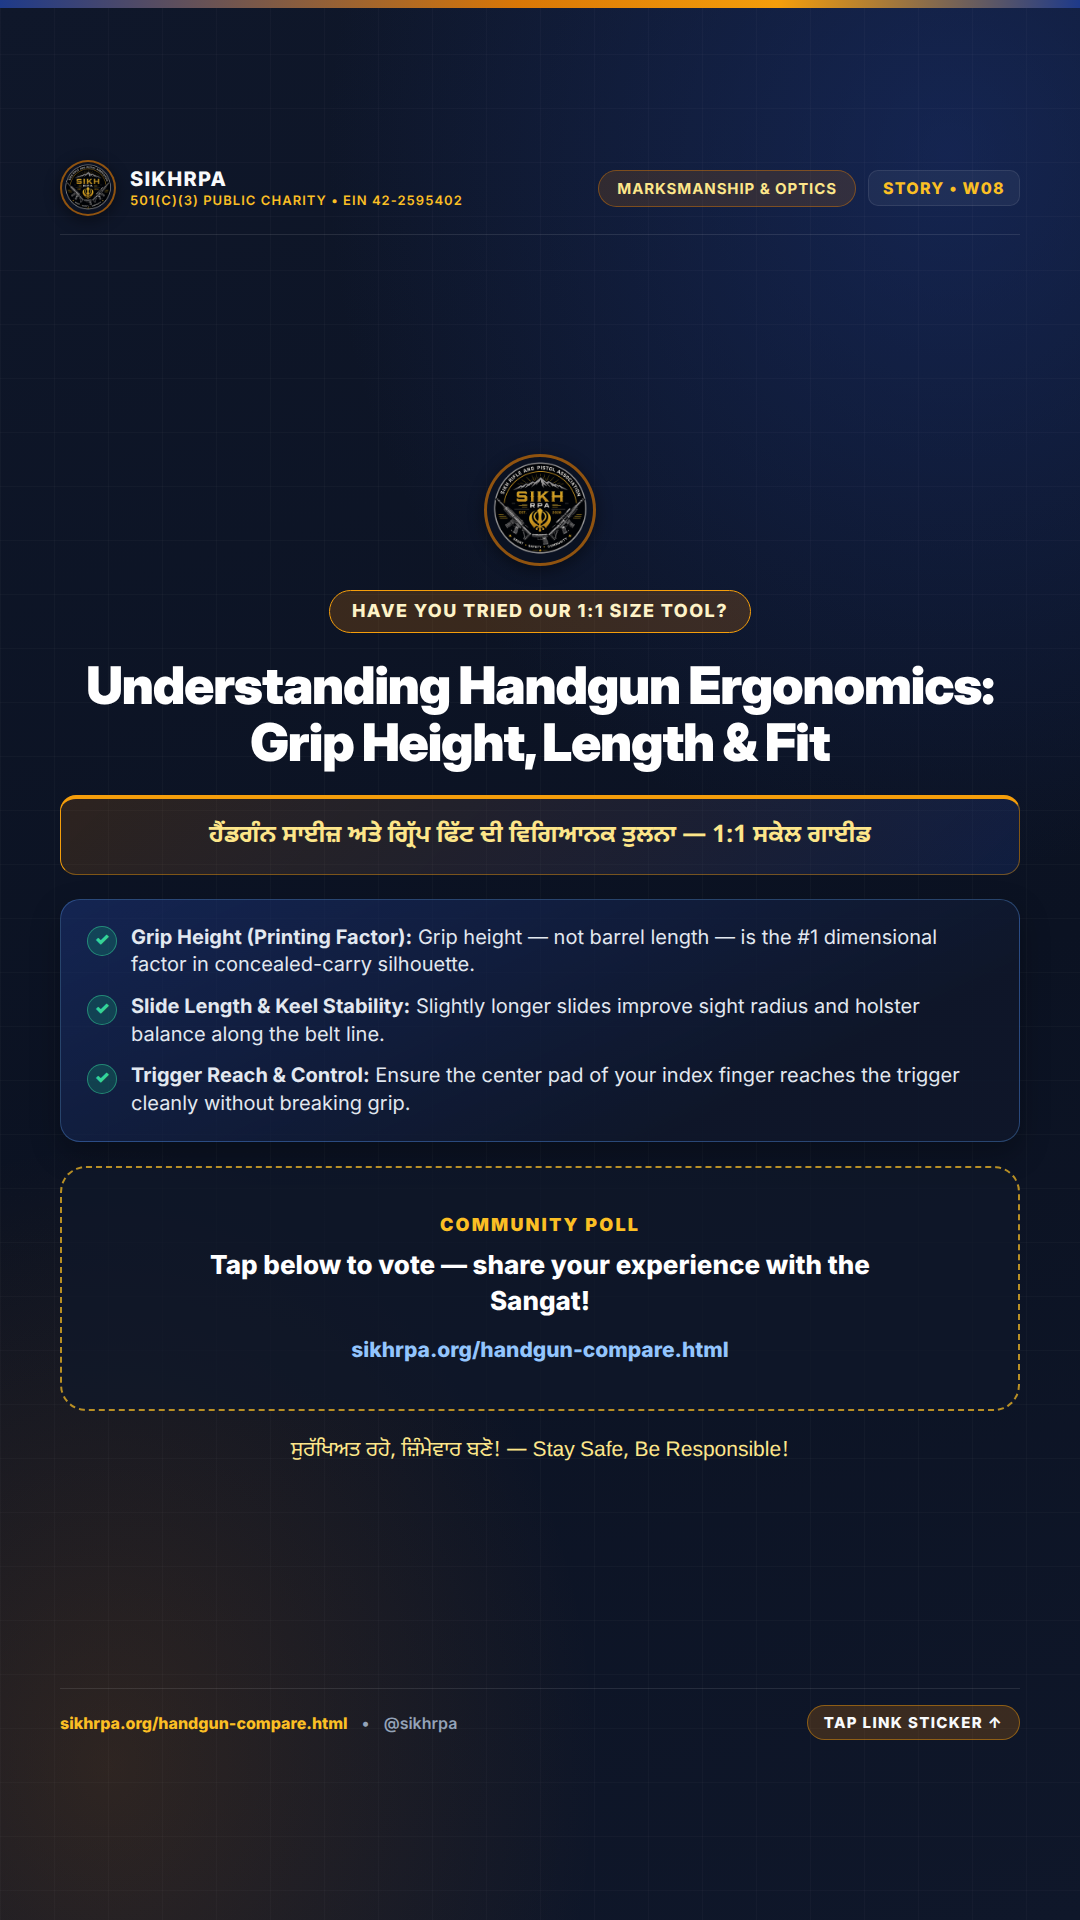 SIKHRPA
501(C)(3) PUBLIC CHARITY • EIN 42-2595402
MARKSMANSHIP & OPTICS
STORY • W08
SIKH RIFLE AND PISTOL ASSOCIATION
SIKH
RPA
HAVE YOU TRIED OUR 1:1 SIZE TOOL?
Understanding Handgun Ergonomics:
Grip Height, Length & Fit
ਹੈਂਡਗੰਨ ਸਾਈਜ਼ ਅਤੇ ਗ੍ਰਿੱਪ ਫਿੱਟ ਦੀ ਵਿਗਿਆਨਕ ਤੁਲਨਾ — 1:1 ਸਕੇਲ ਗਾਈਡ
Grip Height (Printing Factor): Grip height — not barrel length — is the #1 dimensional
factor in concealed-carry silhouette.
Slide Length & Keel Stability: Slightly longer slides improve sight radius and holster
balance along the belt line.
Trigger Reach & Control: Ensure the center pad of your index finger reaches the trigger
cleanly without breaking grip.
COMMUNITY POLL
Tap below to vote — share your experience with the
Sangat!
sikhrpa.org/handgun-compare.html
ਸੁਰੱਖਿਅਤ ਰਹੋ, ਜ਼ਿੰਮੇਵਾਰ ਬਣੋ! — Stay Safe, Be Responsible!
sikhrpa.org/handgun-compare.html • @sikhrpa
TAP LINK STICKER ↑